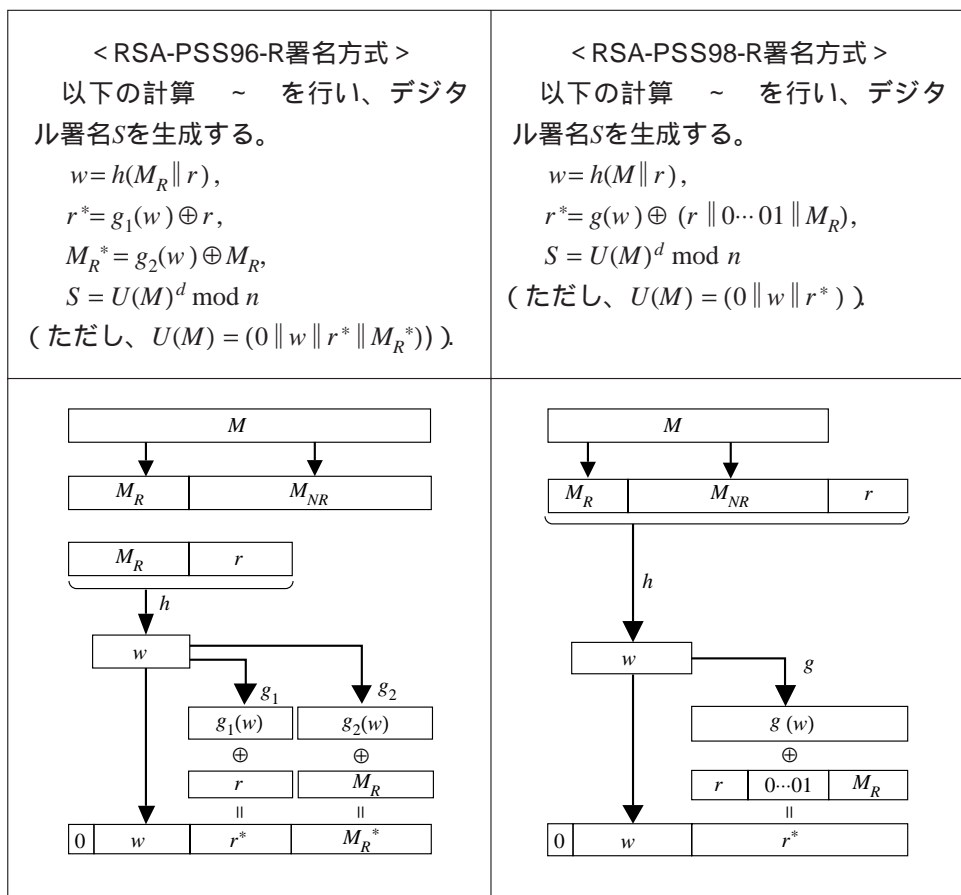 <RSA-PSS96-R署名方式>
以下の計算 ~ を行い、デジタ
ル署名Sを生成する。
w = h(M_R ∥ r),
r* = g_1(w) ⊕ r,
M_R* = g_2(w) ⊕ M_R,
S = U(M)^d mod n
(ただし、U(M) = (0 ∥ w ∥ r* ∥ M_R*))).
<RSA-PSS98-R署名方式>
以下の計算 ~ を行い、デジタ
ル署名Sを生成する。
w = h(M ∥ r),
r* = g(w) ⊕ (r ∥ 0⋯01 ∥ M_R),
S = U(M)^d mod n
(ただし、U(M) = (0 ∥ w ∥ r*)).
M
M_R M_NR
M_R r
h
w
g_1 g_2
g_1(w) g_2(w)
⊕ ⊕
r M_R
= =
0 w r* M_R*
M
M_R M_NR r
h
w
g
g(w)
⊕
r 0⋯01 M_R
=
0 w r*